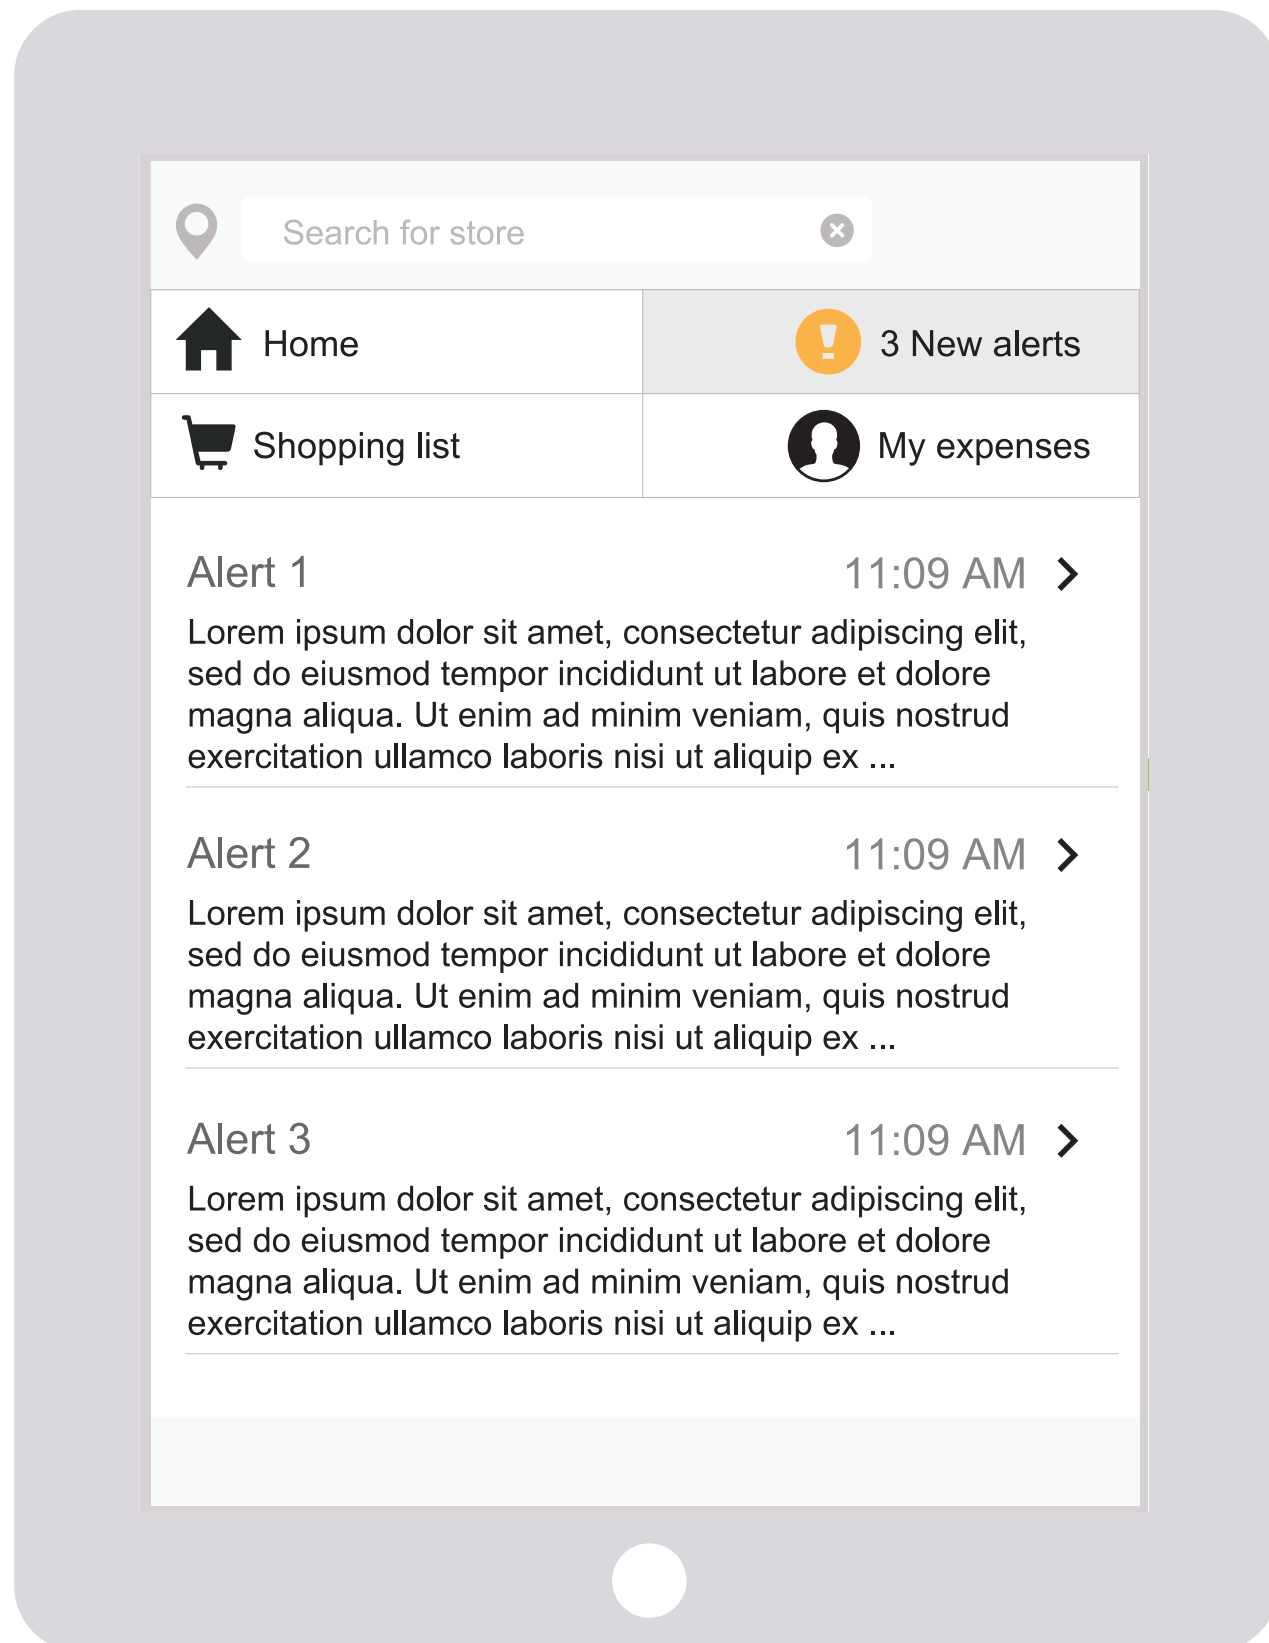 Search for store
Home
3 New alerts
Shopping list
My expenses
Alert 1
11:09 AM
Lorem ipsum dolor sit amet, consectetur adipiscing elit,
sed do eiusmod tempor incididunt ut labore et dolore
magna aliqua. Ut enim ad minim veniam, quis nostrud
exercitation ullamco laboris nisi ut aliquip ex ...
Alert 2
11:09 AM
Lorem ipsum dolor sit amet, consectetur adipiscing elit,
sed do eiusmod tempor incididunt ut labore et dolore
magna aliqua. Ut enim ad minim veniam, quis nostrud
exercitation ullamco laboris nisi ut aliquip ex ...
Alert 3
11:09 AM
Lorem ipsum dolor sit amet, consectetur adipiscing elit,
sed do eiusmod tempor incididunt ut labore et dolore
magna aliqua. Ut enim ad minim veniam, quis nostrud
exercitation ullamco laboris nisi ut aliquip ex ...